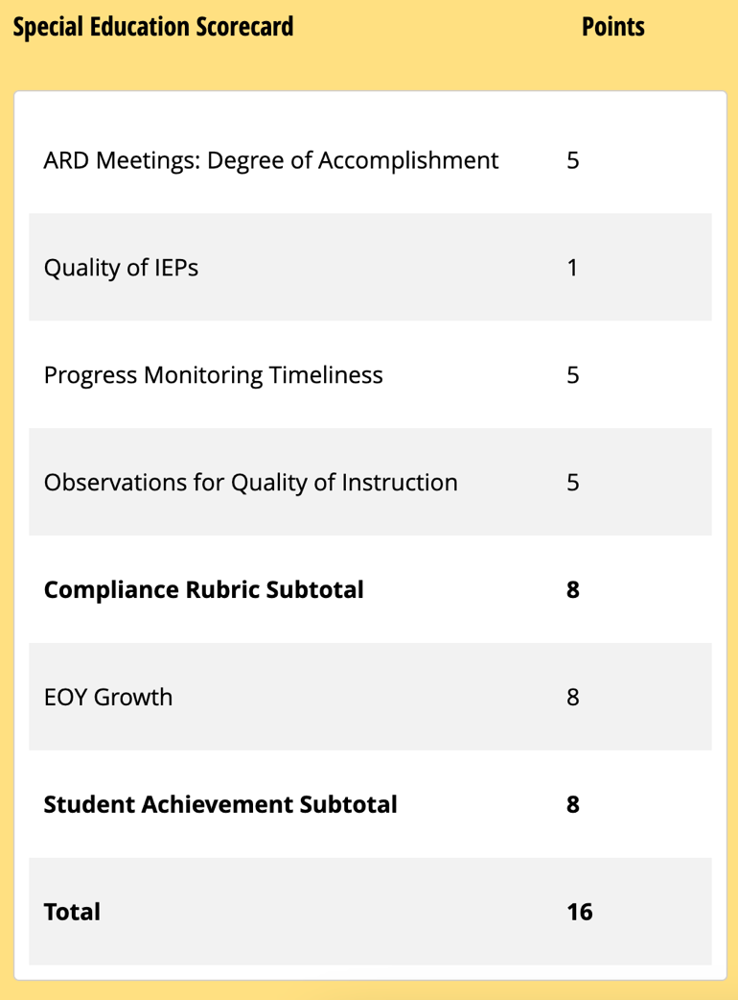 Special Education Scorecard Points
ARD Meetings: Degree of Accomplishment 5
Quality of IEPs 1
Progress Monitoring Timeliness 5
Observations for Quality of Instruction 5
Compliance Rubric Subtotal 8
EOY Growth 8
Student Achievement Subtotal 8
Total 16